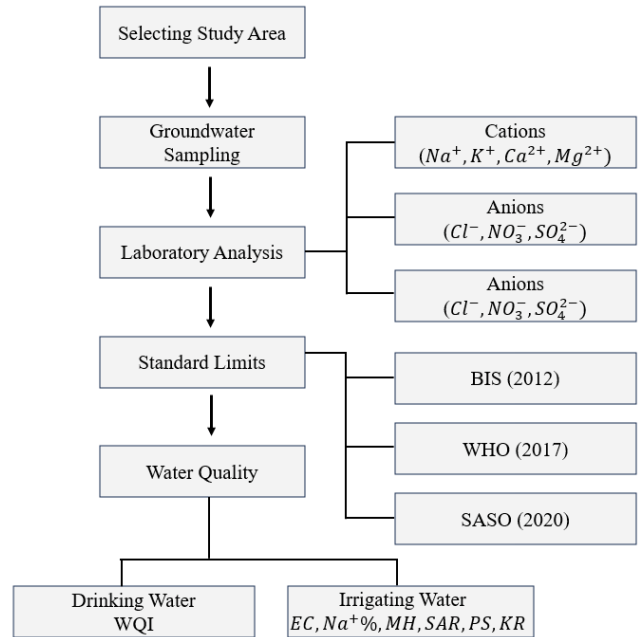 Selecting Study Area
Groundwater
Sampling
Cations
(Na⁺, K⁺, Ca²⁺, Mg²⁺)
Anions
(Cl⁻, NO₃⁻, SO₄²⁻)
Laboratory Analysis
Anions
(Cl⁻, NO₃⁻, SO₄²⁻)
Standard Limits
BIS (2012)
WHO (2017)
SASO (2020)
Water Quality
Drinking Water
WQI
Irrigating Water
EC, Na⁺%, MH, SAR, PS, KR